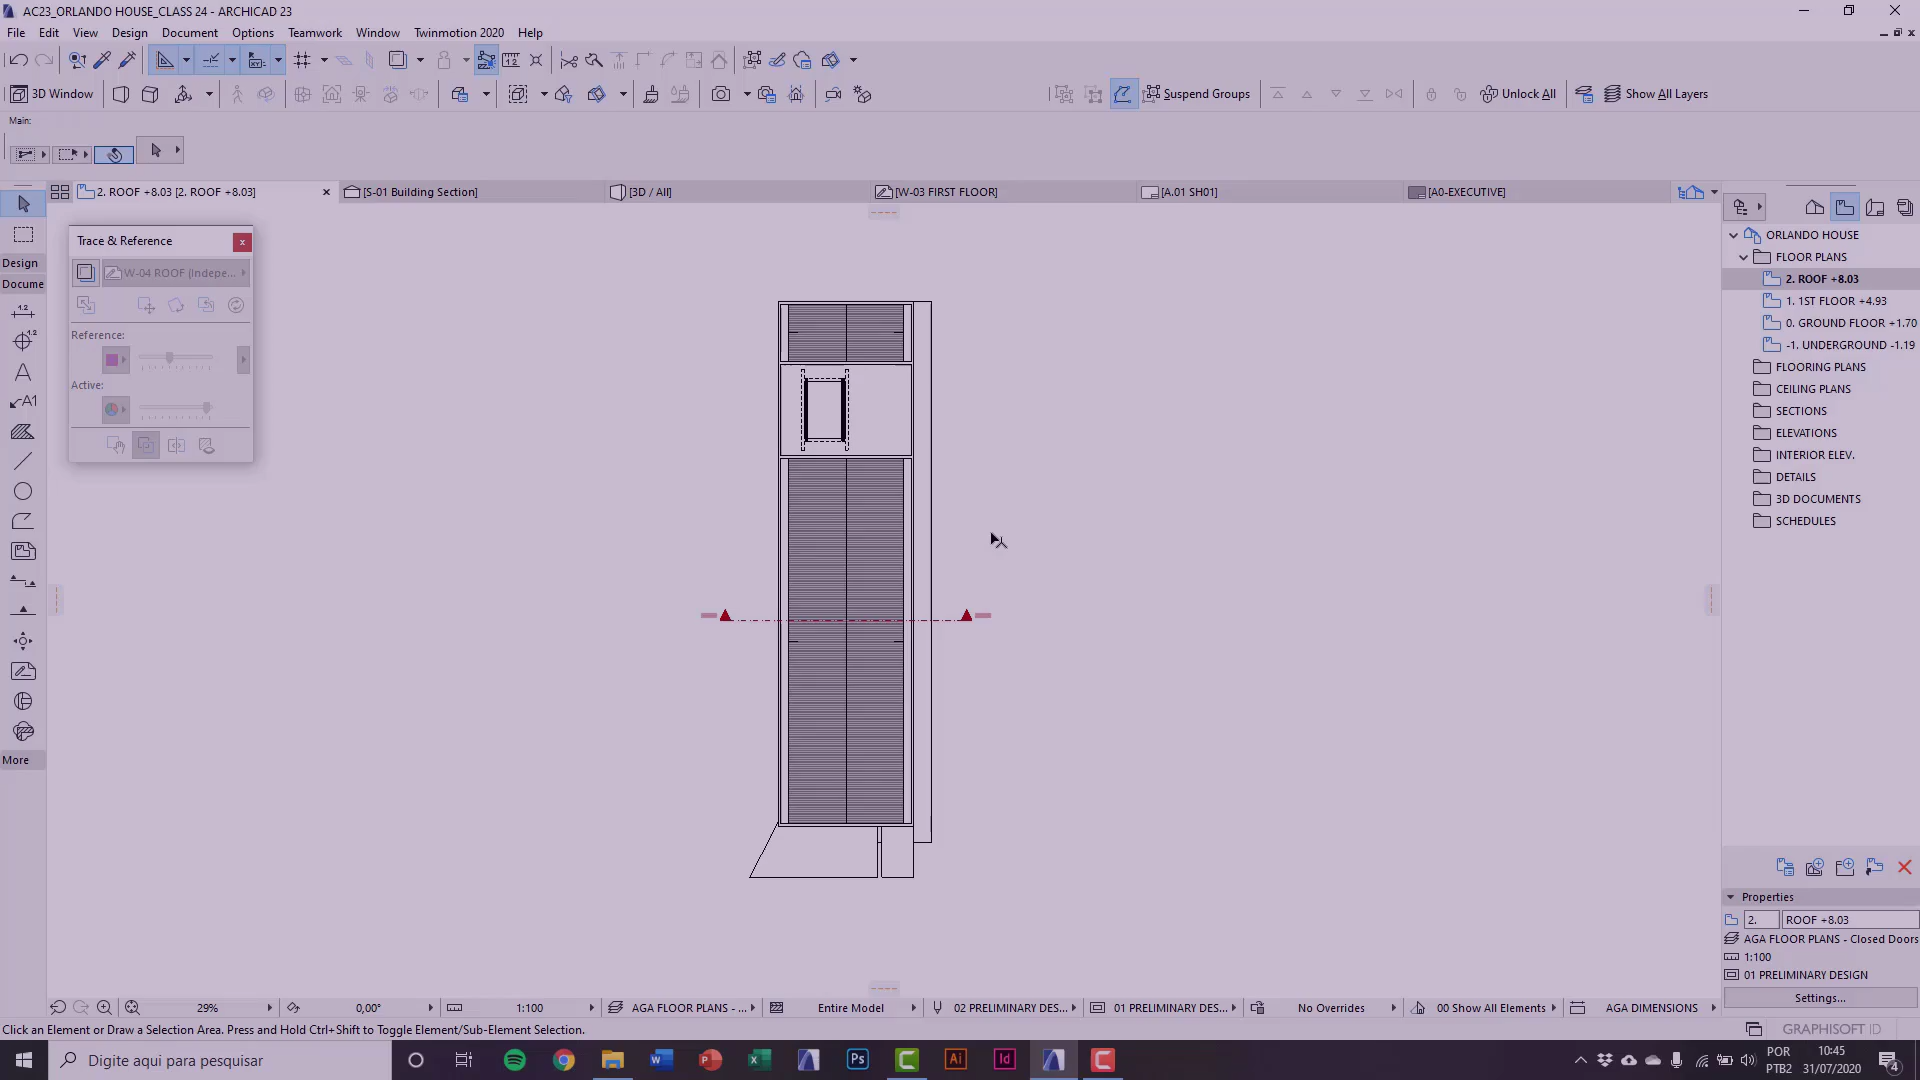 AC23_ORLANDO HOUSE_CLASS 24 - ARCHICAD 23
File Edit View Design Document Options Teamwork Window Twinmotion 2020 Help
3D Window Suspend Groups Unlock All Show All Layers
Main:
2. ROOF +8.03 [2. ROOF +8.03] [S-01 Building Section] [3D / All] [W-03 FIRST FLOOR] [A.01 SH01] [A0-EXECUTIVE]
Trace & Reference
W-04 ROOF (Indepe...
Reference:
Active:
Design
Docume
A
A1
More
ORLANDO HOUSE
FLOOR PLANS
2. ROOF +8.03
1. 1ST FLOOR +4.93
0. GROUND FLOOR +1.70
-1. UNDERGROUND -1.19
FLOORING PLANS
CEILING PLANS
SECTIONS
ELEVATIONS
INTERIOR ELEV.
DETAILS
3D DOCUMENTS
SCHEDULES
Properties
2. ROOF +8.03
AGA FLOOR PLANS - Closed Doors
1:100
01 PRELIMINARY DESIGN
Settings...
29% 0,00° 1:100 AGA FLOOR PLANS - ... Entire Model 02 PRELIMINARY DES... 01 PRELIMINARY DES... No Overrides 00 Show All Elements AGA DIMENSIONS
Click an Element or Draw a Selection Area. Press and Hold Ctrl+Shift to Toggle Element/Sub-Element Selection.
GRAPHISOFT ID
Digite aqui para pesquisar
Ps Ai Id
POR
PTB2
10:45
31/07/2020
4